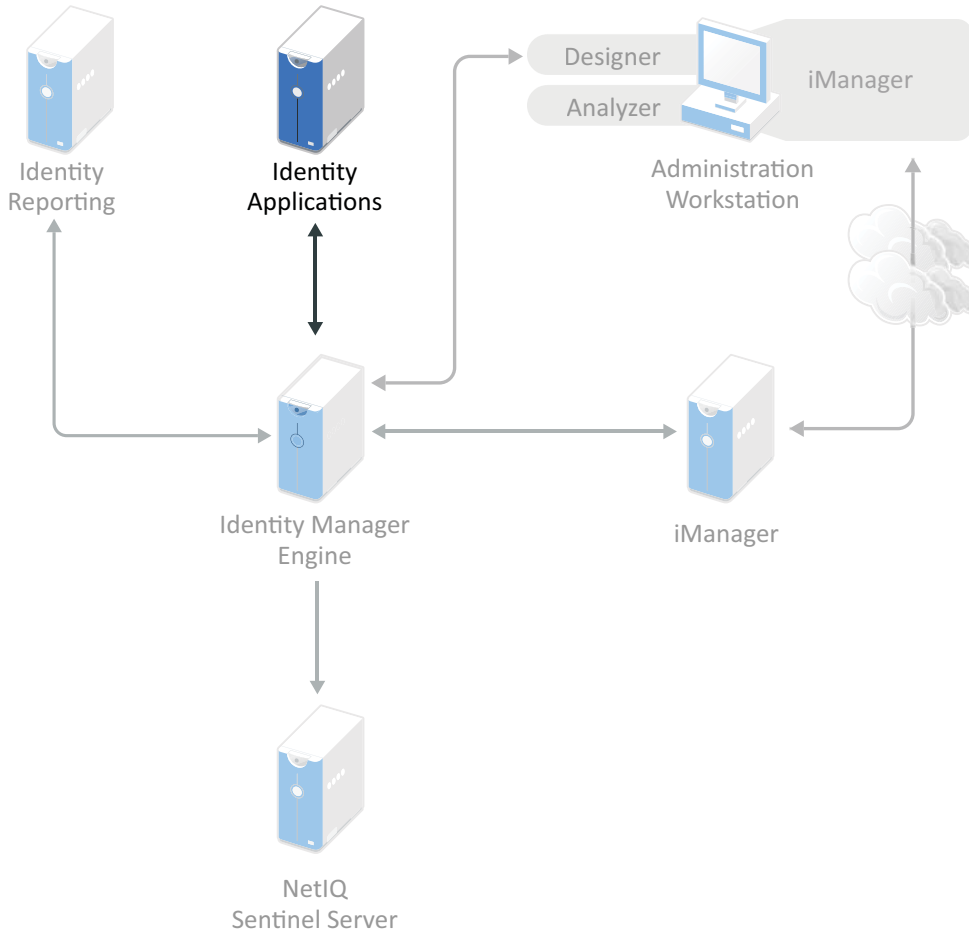 Designer
Analyzer
iManager
Identity
Reporting
Identity
Applications
Administration
Workstation
Identity Manager
Engine
iManager
NetIQ
Sentinel Server